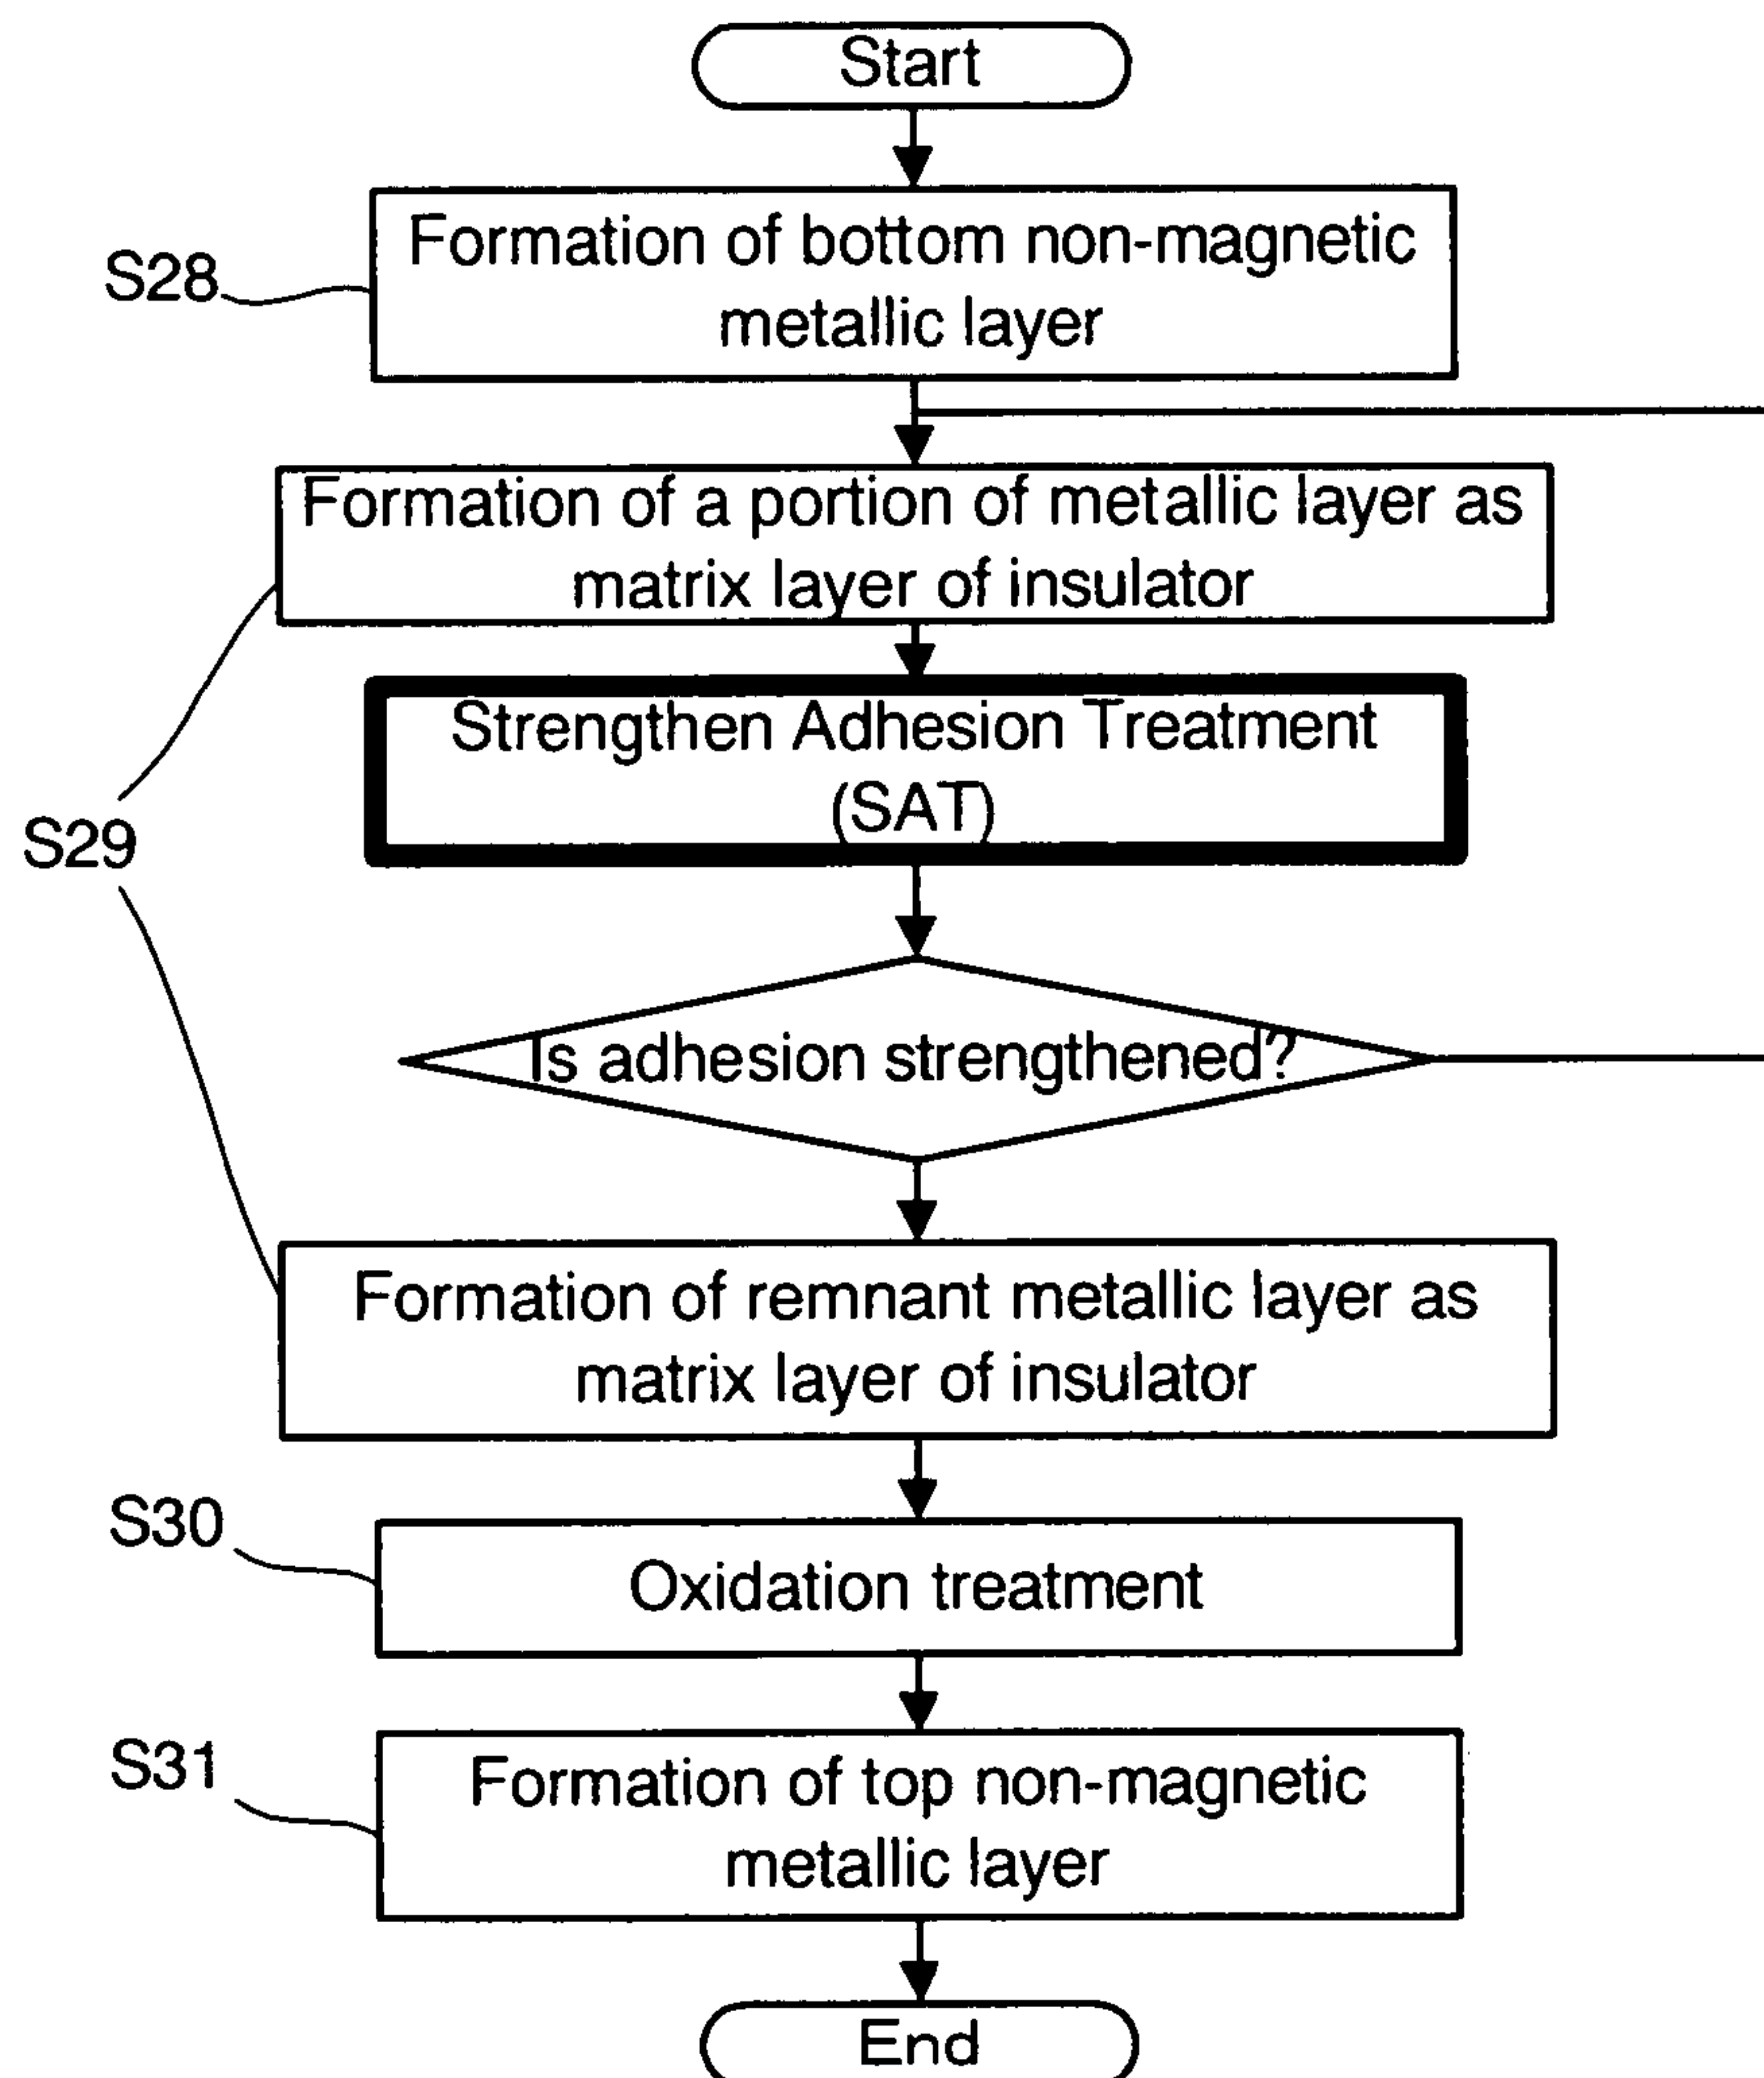 Start
S28
Formation of bottom non-magnetic
metallic layer
Formation of a portion of metallic layer as
matrix layer of insulator
Strengthen Adhesion Treatment
(SAT)
S29
Is adhesion strengthened?
Formation of remnant metallic layer as
matrix layer of insulator
S30
Oxidation treatment
S31
Formation of top non-magnetic
metallic layer
End